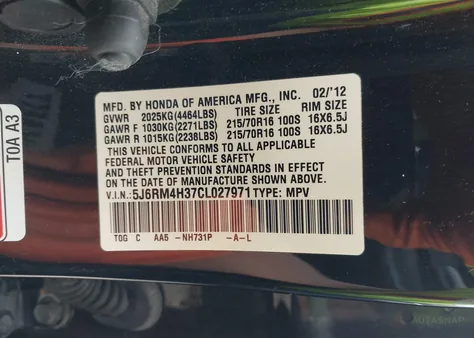 MFD. BY HONDA OF AMERICA MFG., INC. 02/'12
GVWR 2025KG(4464LBS) TIRE SIZE RIM SIZE
GAWR F 1030KG(2271LBS) 215/70R16 100S 16X6.5J
GAWR R 1015KG(2238LBS) 215/70R16 100S 16X6.5J
THIS VEHICLE CONFORMS TO ALL APPLICABLE
FEDERAL MOTOR VEHICLE SAFETY
AND THEFT PREVENTION STANDARDS IN EFFECT
ON THE DATE OF MANUFACTURE SHOWN ABOVE.
V.I.N.:5J6RM4H37CL027971 TYPE: MPV
T0G C AA6 -NH731P -A-L
T0A A3
AUTOASNAP